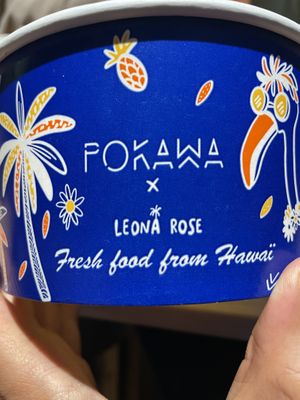 POKAWA
x
LEONA ROSE
Fresh food from Hawaï